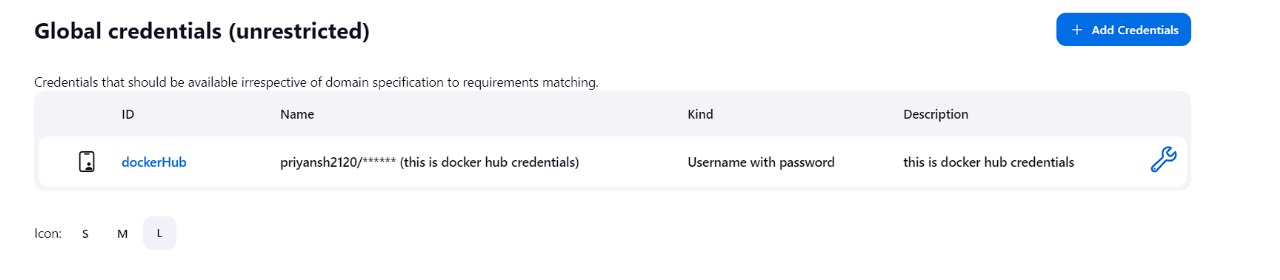 Global credentials (unrestricted)
Add Credentials
Credentials that should be available irrespective of domain specification to requirements matching.
ID Name Kind Description
dockerHub priyansh2120/****** (this is docker hub credentials) Username with password this is docker hub credentials
Icon: S M L